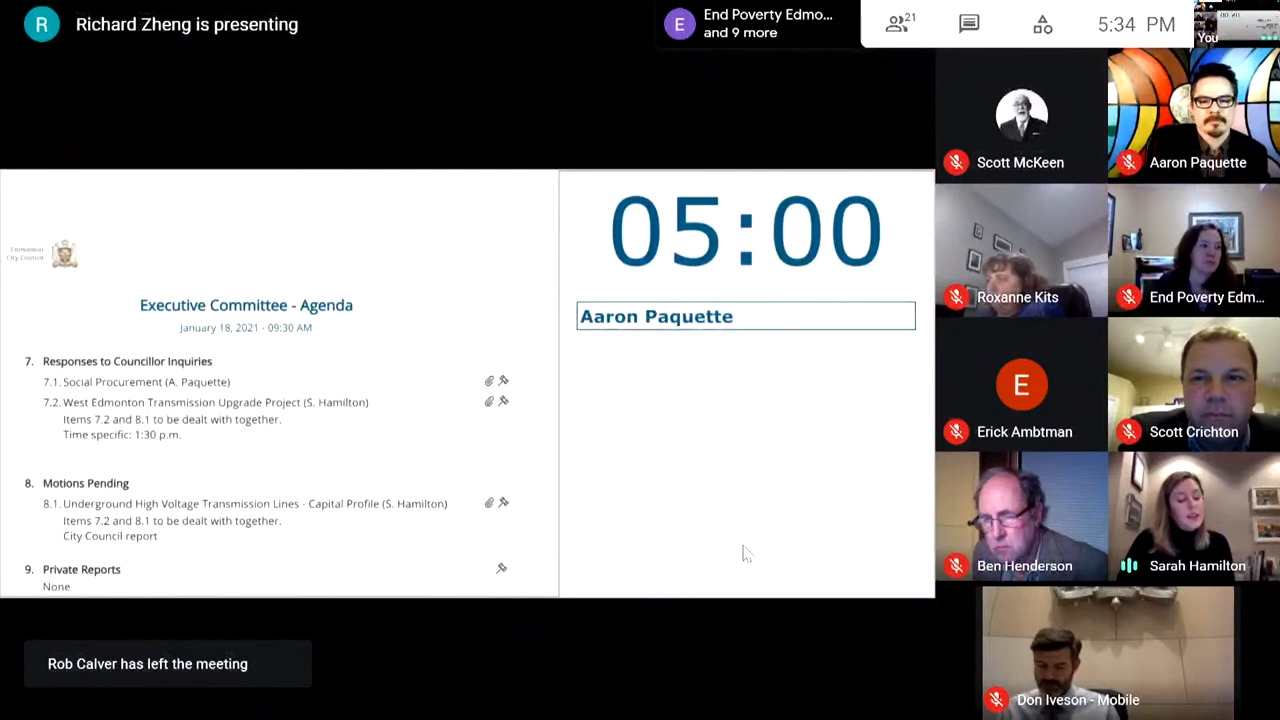 R
Richard Zheng is presenting
E
End Poverty Edmo...
and 9 more
21
5:34 PM
You
Scott McKeen
Aaron Paquette
Roxanne Kits
End Poverty Edm...
E
Erick Ambtman
Scott Crichton
Ben Henderson
Sarah Hamilton
Don Iveson - Mobile
Edmonton
City Council
Executive Committee - Agenda
January 18, 2021 - 09:30 AM
7. Responses to Councillor Inquiries
7.1. Social Procurement (A. Paquette)
7.2. West Edmonton Transmission Upgrade Project (S. Hamilton)
Items 7.2 and 8.1 to be dealt with together.
Time specific: 1:30 p.m.
8. Motions Pending
8.1. Underground High Voltage Transmission Lines - Capital Profile (S. Hamilton)
Items 7.2 and 8.1 to be dealt with together.
City Council report
9. Private Reports
None
05:00
Aaron Paquette
Rob Calver has left the meeting